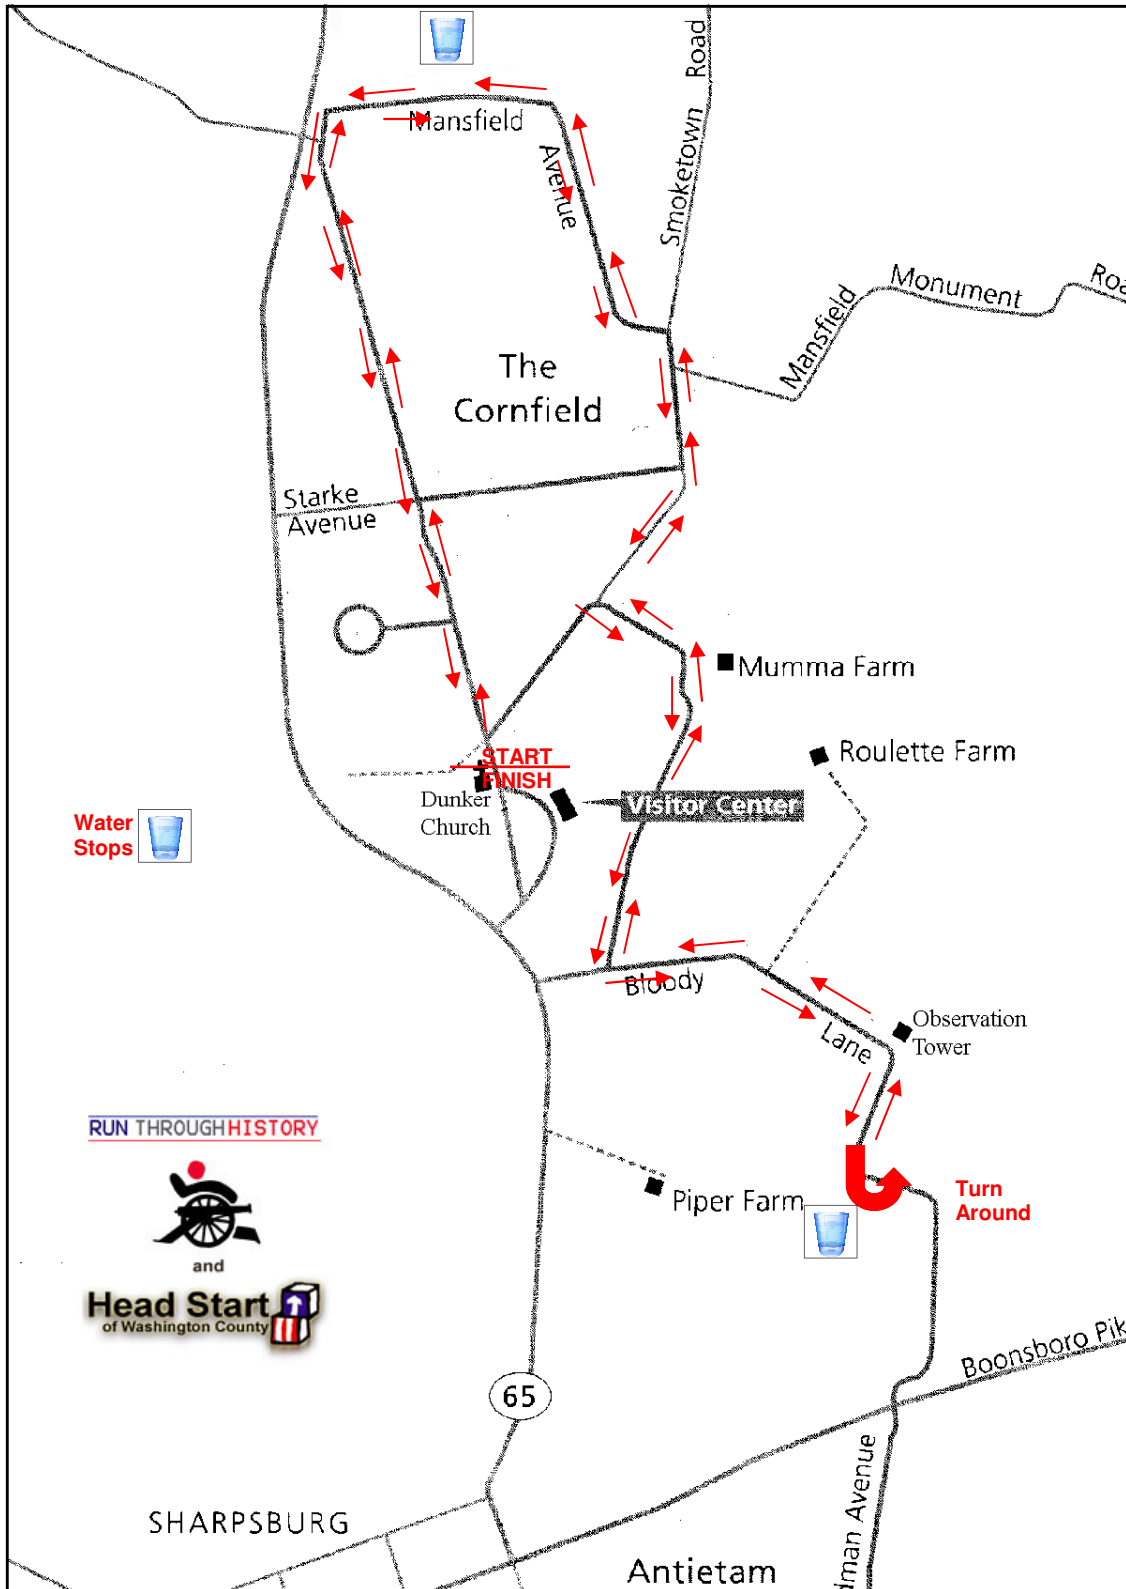 Smoketown Road
Mansfield
Avenue
Monument
Mansfield
The
Cornfield
Starke
Avenue
Mumma Farm
Roulette Farm
START
FINISH
Dunker
Church
Visitor Center
Water
Stops
Bloody
Lane
Observation
Tower
RUN THROUGH HISTORY
Piper Farm
Turn
Around
and
Head Start
of Washington County
Boonsboro Pik
65
dman Avenue
SHARPSBURG
Antietam